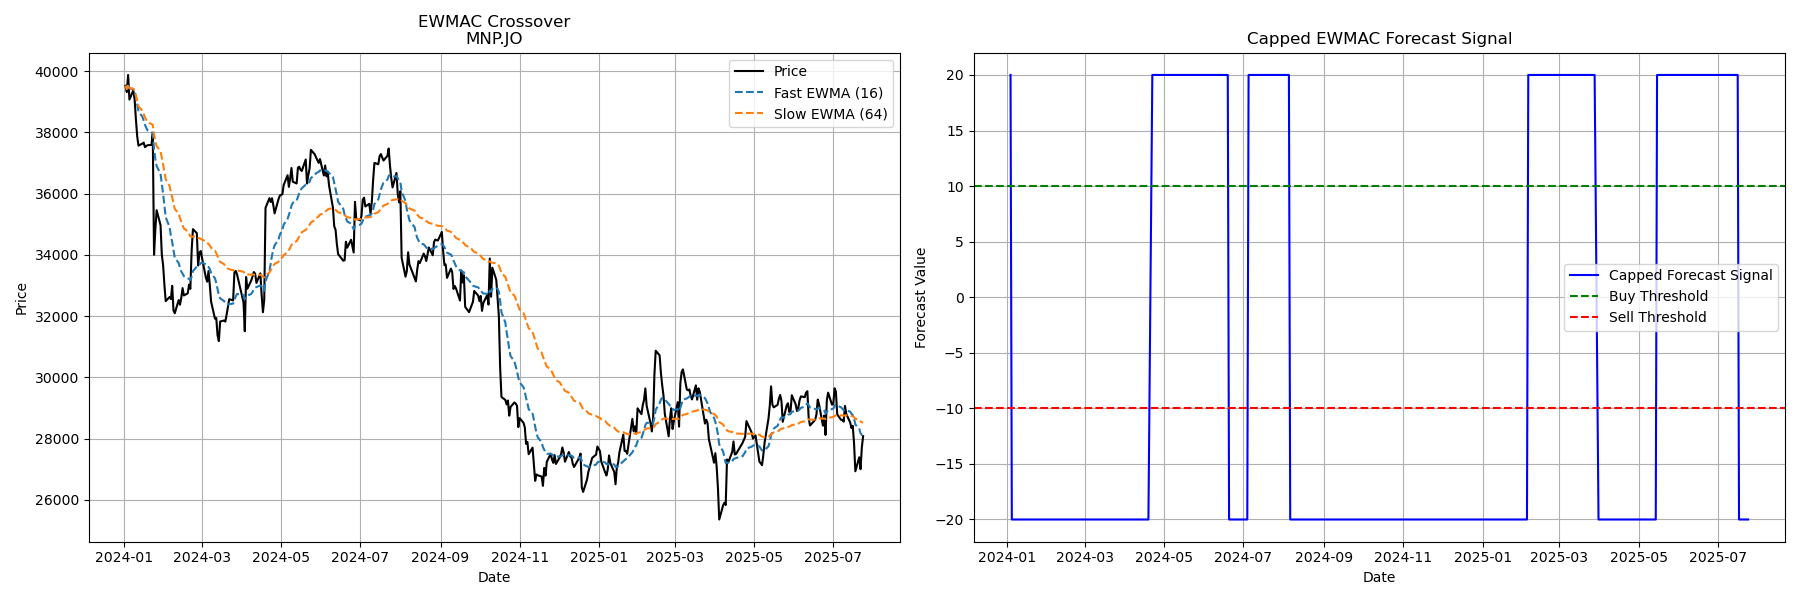 EWMAC Crossover
MNP.JO
Price
Fast EWMA (16)
Slow EWMA (64)
40000
38000
36000
34000
32000
30000
28000
26000
Price
2024-01
2024-03
2024-05
2024-07
2024-09
2024-11
2025-01
2025-03
2025-05
2025-07
Date
Capped EWMAC Forecast Signal
20
15
10
5
0
−5
−10
−15
−20
Forecast Value
Capped Forecast Signal
Buy Threshold
Sell Threshold
2024-01
2024-03
2024-05
2024-07
2024-09
2024-11
2025-01
2025-03
2025-05
2025-07
Date